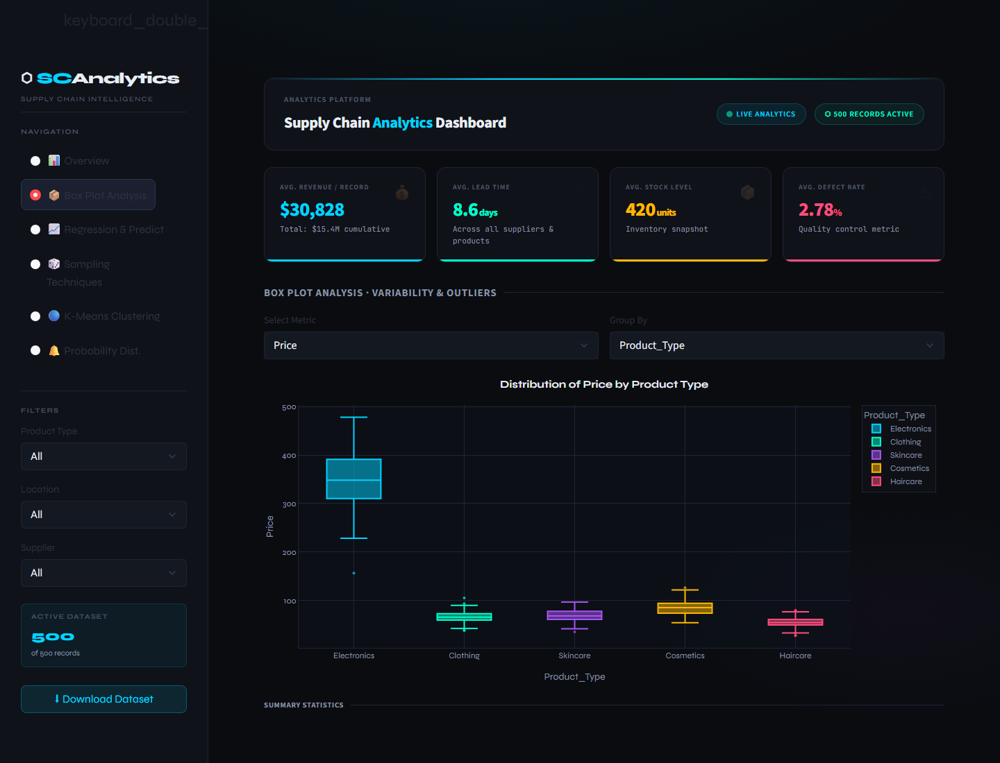 keyboard_double_
SCAnalytics
SUPPLY CHAIN INTELLIGENCE
NAVIGATION
Overview
Box Plot Analysis
Regression & Predict
Sampling
Techniques
K-Means Clustering
Probability Dist.
FILTERS
Product Type
All
Location
All
Supplier
All
ACTIVE DATASET
500
of 500 records
⬇ Download Dataset
ANALYTICS PLATFORM
Supply Chain Analytics Dashboard
LIVE ANALYTICS
⬡ 500 RECORDS ACTIVE
AVG. REVENUE / RECORD
$30,828
Total: $15.4M cumulative
AVG. LEAD TIME
8.6 days
Across all suppliers &
products
AVG. STOCK LEVEL
420 units
Inventory snapshot
AVG. DEFECT RATE
2.78%
Quality control metric
BOX PLOT ANALYSIS · VARIABILITY & OUTLIERS
Select Metric
Price
Group By
Product_Type
Distribution of Price by Product Type
500
400
300
200
100
Price
Electronics
Clothing
Skincare
Cosmetics
Haircare
Product_Type
Product_Type
Electronics
Clothing
Skincare
Cosmetics
Haircare
SUMMARY STATISTICS